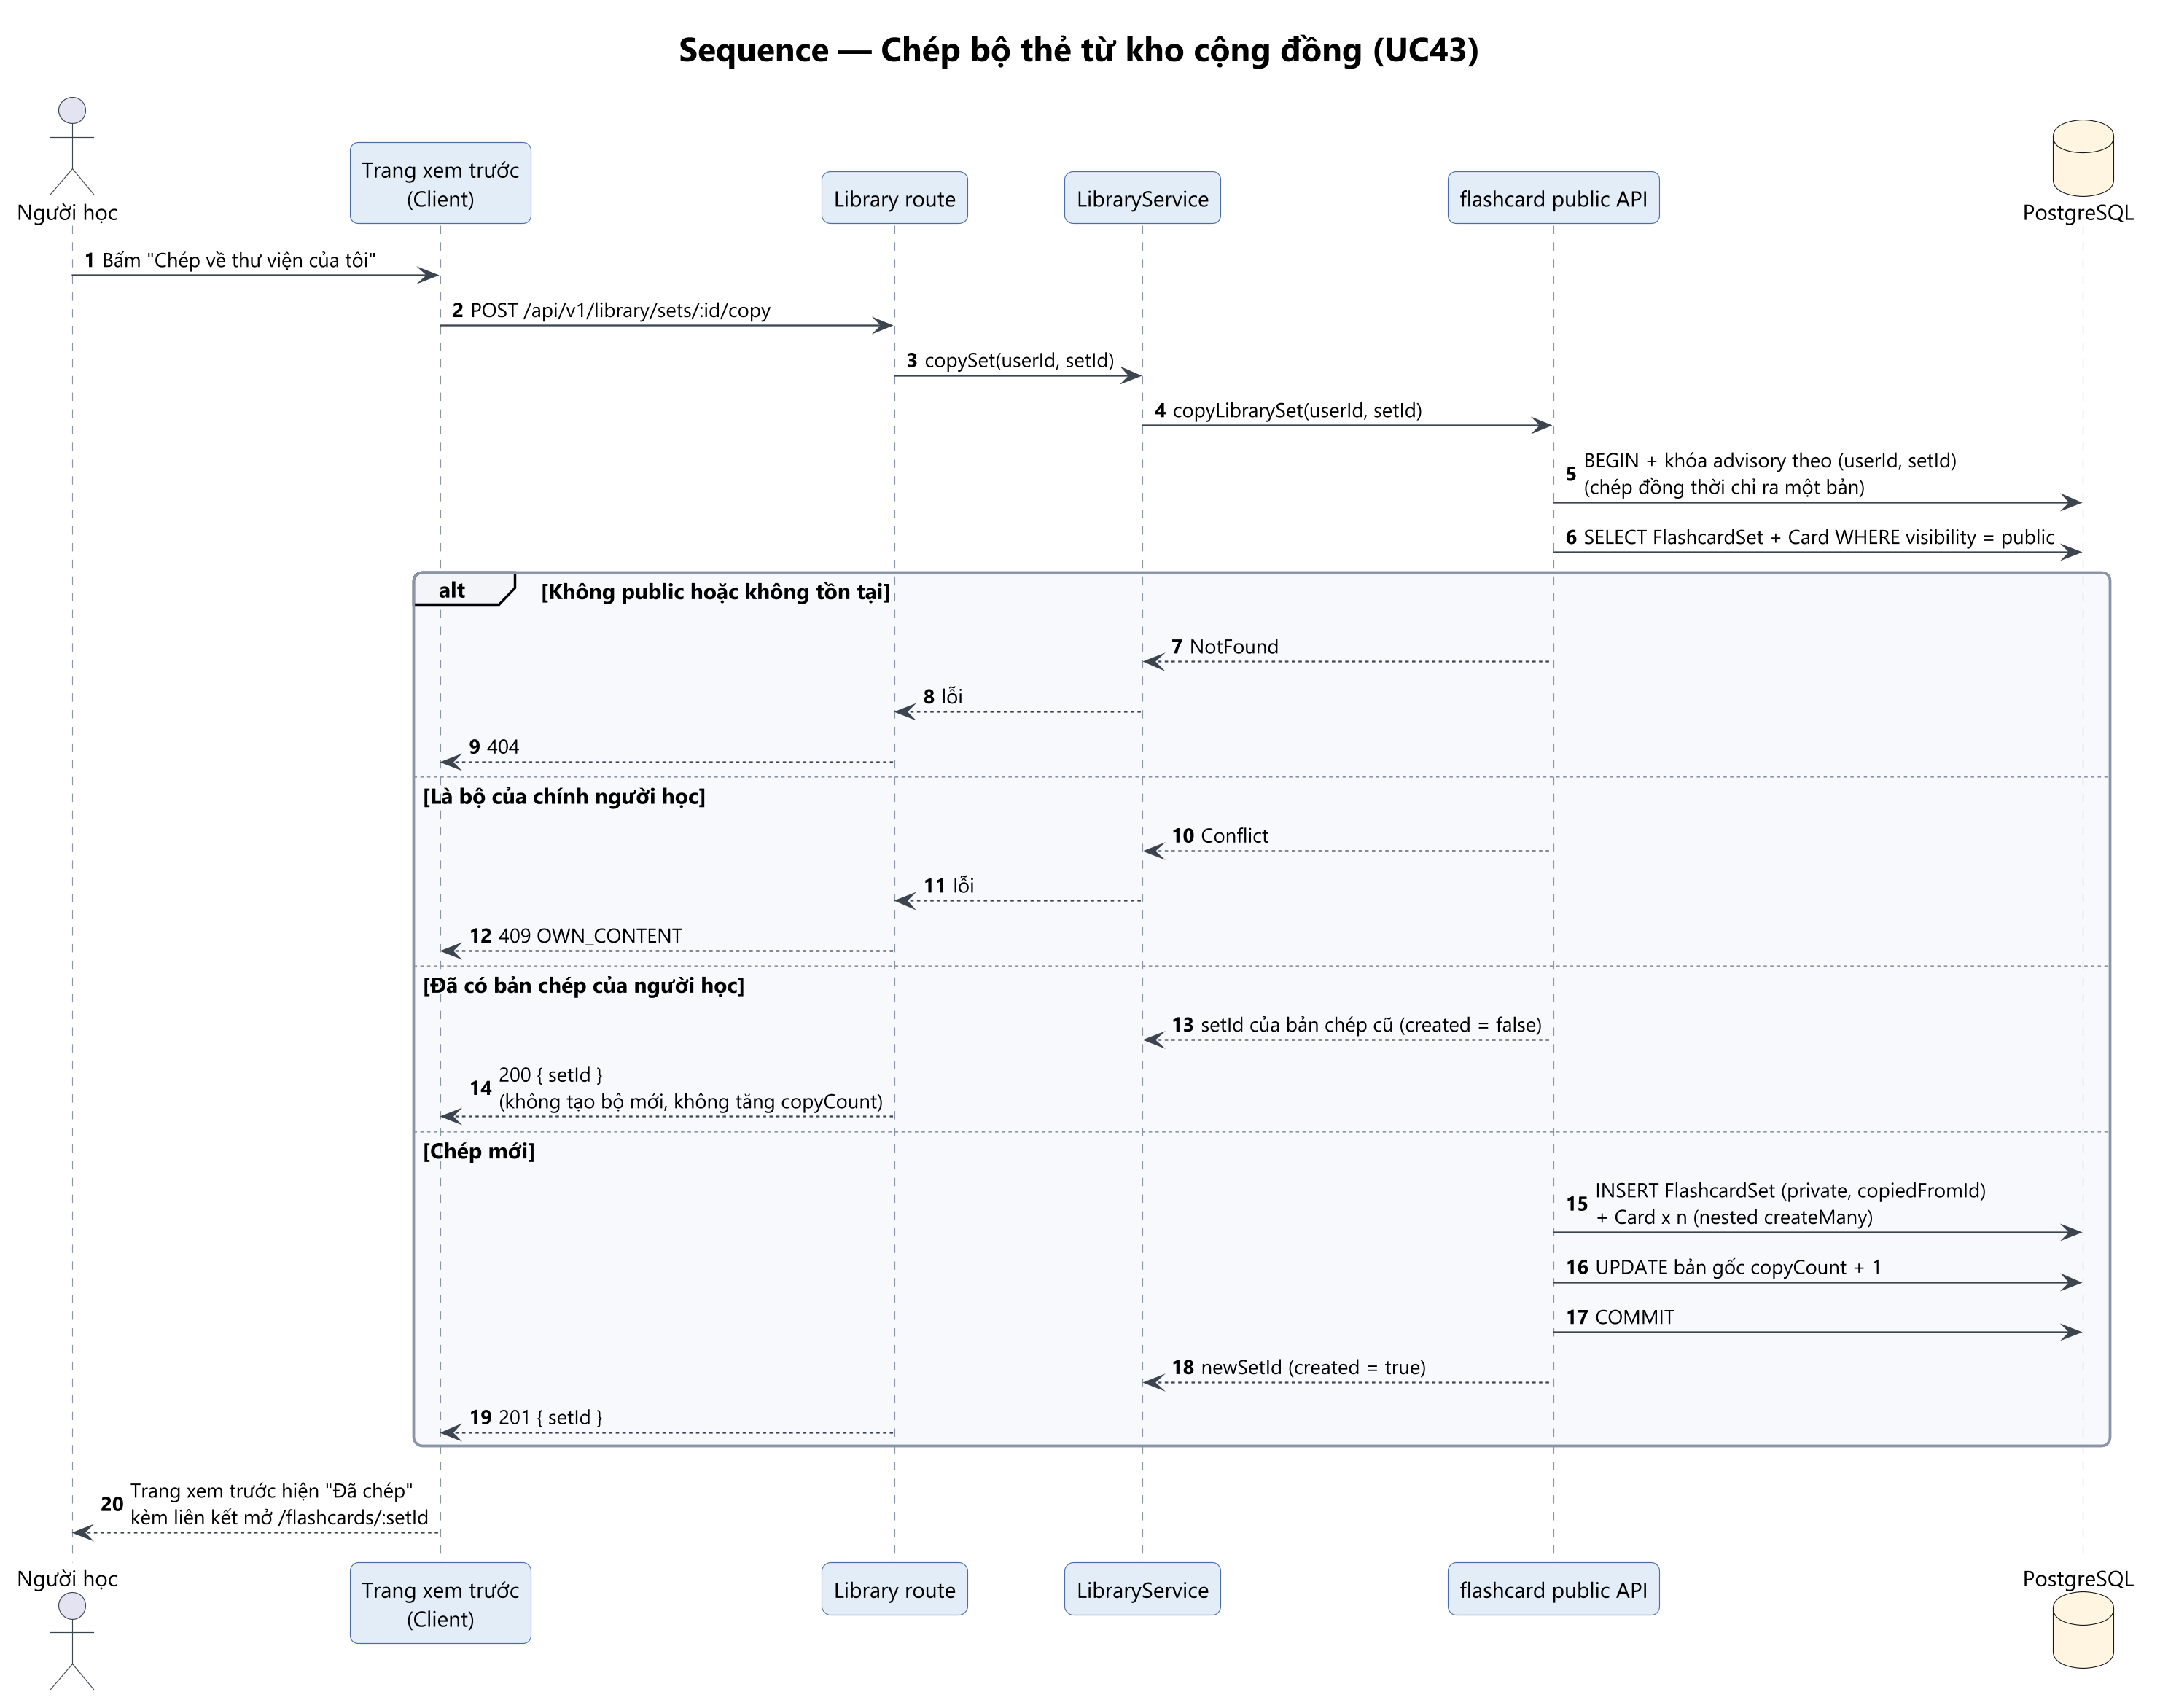 Sequence — Chép bộ thẻ từ kho cộng đồng (UC43)
Người học
Trang xem trước
(Client)
Library route
LibraryService
flashcard public API
PostgreSQL
1 Bấm "Chép về thư viện của tôi"
2 POST /api/v1/library/sets/:id/copy
3 copySet(userId, setId)
4 copyLibrarySet(userId, setId)
5 BEGIN + khóa advisory theo (userId, setId)
(chép đồng thời chỉ ra một bản)
6 SELECT FlashcardSet + Card WHERE visibility = public
alt [Không public hoặc không tồn tại]
7 NotFound
8 lỗi
9 404
[Là bộ của chính người học]
10 Conflict
11 lỗi
12 409 OWN_CONTENT
[Đã có bản chép của người học]
13 setId của bản chép cũ (created = false)
14 200 { setId }
(không tạo bộ mới, không tăng copyCount)
[Chép mới]
15 INSERT FlashcardSet (private, copiedFromId)
+ Card x n (nested createMany)
16 UPDATE bản gốc copyCount + 1
17 COMMIT
18 newSetId (created = true)
19 201 { setId }
20 Trang xem trước hiện "Đã chép"
kèm liên kết mở /flashcards/:setId
Người học
Trang xem trước
(Client)
Library route
LibraryService
flashcard public API
PostgreSQL